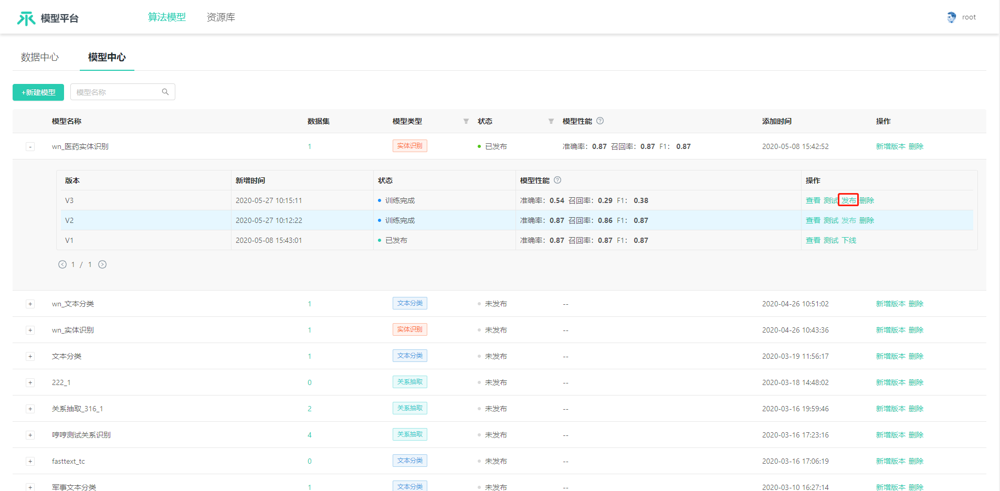 模型平台 算法模型 资源库 root
数据中心 模型中心
+新建模型 模型名称
模型名称 数据集 模型类型 状态 模型性能 添加时间 操作
- wn_医药实体识别 1 实体识别 已发布 准确率: 0.87 召回率: 0.87 F1: 0.87 2020-05-08 15:42:52 新增版本 删除
版本 新增时间 状态 模型性能 操作
V3 2020-05-27 10:15:11 训练完成 准确率: 0.54 召回率: 0.29 F1: 0.38 查看 测试 发布 删除
V2 2020-05-27 10:12:22 训练完成 准确率: 0.87 召回率: 0.86 F1: 0.87 查看 测试 发布 删除
V1 2020-05-08 15:43:01 已发布 准确率: 0.87 召回率: 0.87 F1: 0.87 查看 测试 下线
1 / 1
+ wn_文本分类 1 文本分类 未发布 -- 2020-04-26 10:51:02 新增版本 删除
+ wn_实体识别 1 实体识别 未发布 -- 2020-04-26 10:43:36 新增版本 删除
+ 文本分类 1 文本分类 未发布 -- 2020-03-19 11:56:17 新增版本 删除
+ 222_1 0 关系抽取 未发布 -- 2020-03-18 14:48:02 新增版本 删除
+ 关系抽取_316_1 2 关系抽取 未发布 -- 2020-03-16 19:59:46 新增版本 删除
+ 哼哼测试关系识别 4 关系抽取 未发布 -- 2020-03-16 17:23:16 新增版本 删除
+ fasttext_tc 0 文本分类 未发布 -- 2020-03-16 17:06:19 新增版本 删除
+ 军事文本分类 1 文本分类 未发布 -- 2020-03-10 16:27:14 新增版本 删除